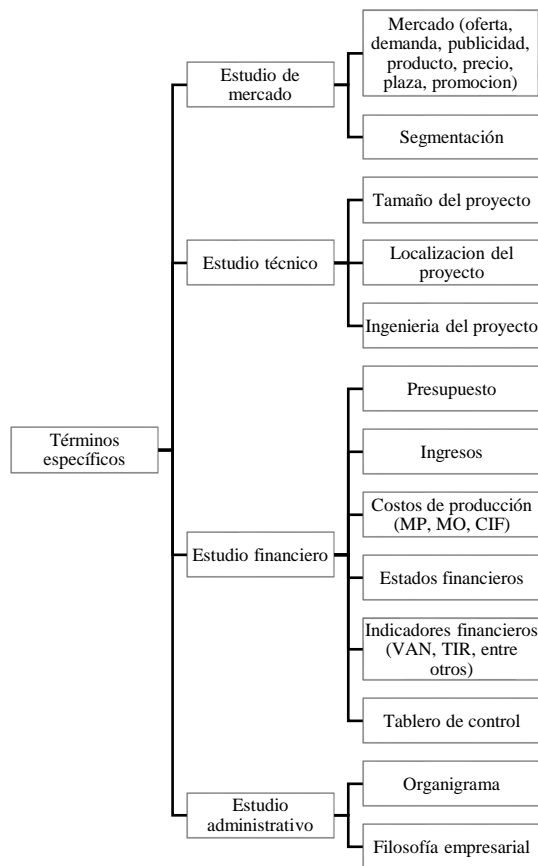 Términos
específicos
Estudio de
mercado
Mercado (oferta,
demanda, publicidad,
producto, precio,
plaza, promocion)
Segmentación
Estudio técnico
Tamaño del proyecto
Localizacion del
proyecto
Ingenieria del proyecto
Estudio financiero
Presupuesto
Ingresos
Costos de producción
(MP, MO, CIF)
Estados financieros
Indicadores financieros
(VAN, TIR, entre
otros)
Tablero de control
Estudio
administrativo
Organigrama
Filosofía empresarial